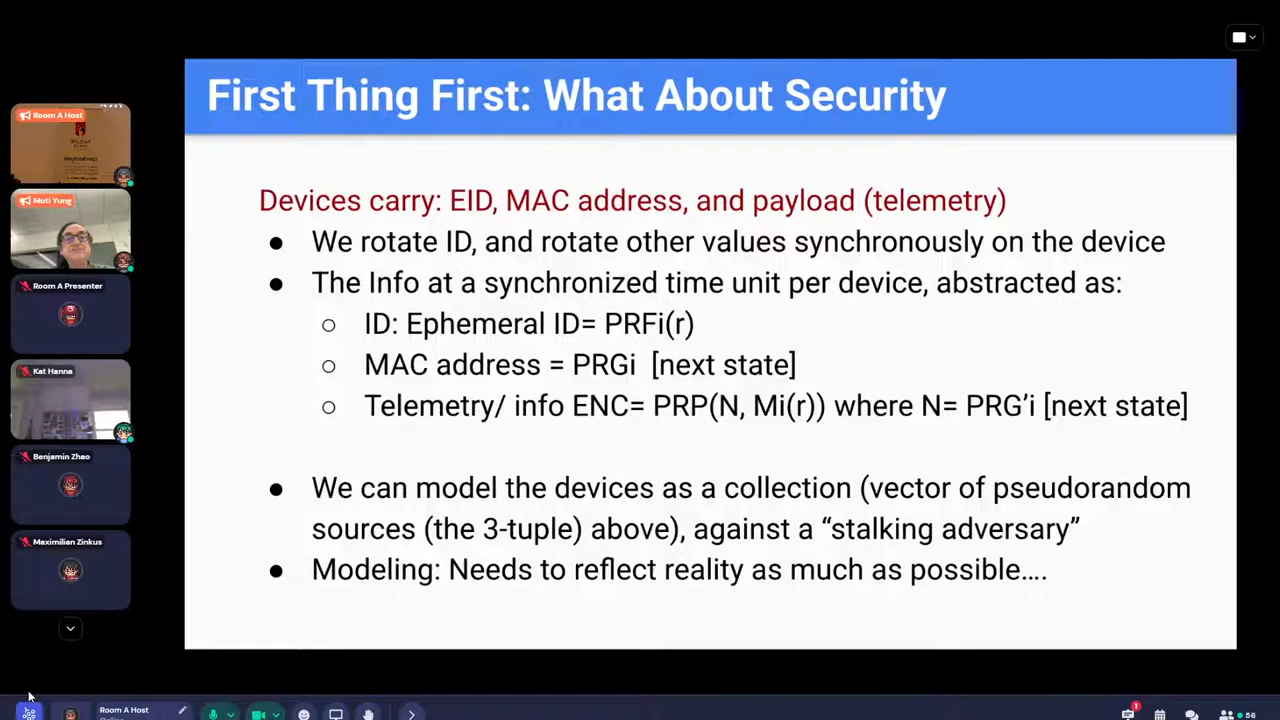 First Thing First: What About Security
Devices carry: EID, MAC address, and payload (telemetry)
● We rotate ID, and rotate other values synchronously on the device
● The Info at a synchronized time unit per device, abstracted as:
○ ID: Ephemeral ID= PRFi(r)
○ MAC address = PRGi [next state]
○ Telemetry/ info ENC= PRP(N, Mi(r)) where N= PRG’i [next state]
● We can model the devices as a collection (vector of pseudorandom
sources (the 3-tuple) above), against a “stalking adversary”
● Modeling: Needs to reflect reality as much as possible….
Room A Host
Moti Yung
Room A Presenter
Kat Hanna
Benjamin Zhao
Maximilian Zinkus
Room A Host
Online
1
56